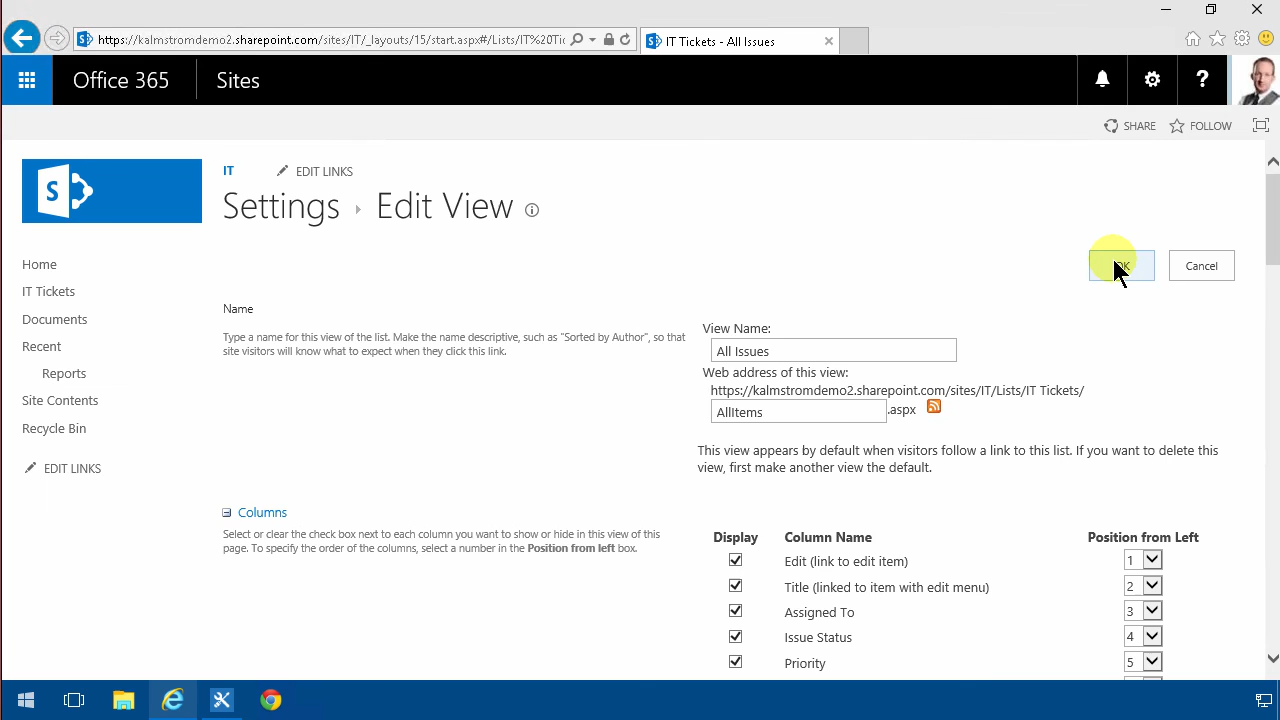 https://kalmstromdemo2.sharepoint.com/sites/IT/_layouts/15/start.aspx#/Lists/IT%20Tic
IT Tickets - All Issues
Office 365
Sites
?
SHARE
FOLLOW
S
IT
EDIT LINKS
Settings
Edit View
Home
IT Tickets
Documents
Recent
Reports
Site Contents
Recycle Bin
EDIT LINKS
OK
Cancel
Name
Type a name for this view of the list. Make the name descriptive, such as "Sorted by Author", so that
site visitors will know what to expect when they click this link.
View Name:
All Issues
Web address of this view:
https://kalmstromdemo2.sharepoint.com/sites/IT/Lists/IT Tickets/
AllItems
.aspx
This view appears by default when visitors follow a link to this list. If you want to delete this
view, first make another view the default.
Columns
Select or clear the check box next to each column you want to show or hide in this view of this
page. To specify the order of the columns, select a number in the Position from left box.
Display Column Name Position from Left
Edit (link to edit item) 1
Title (linked to item with edit menu) 2
Assigned To 3
Issue Status 4
Priority 5